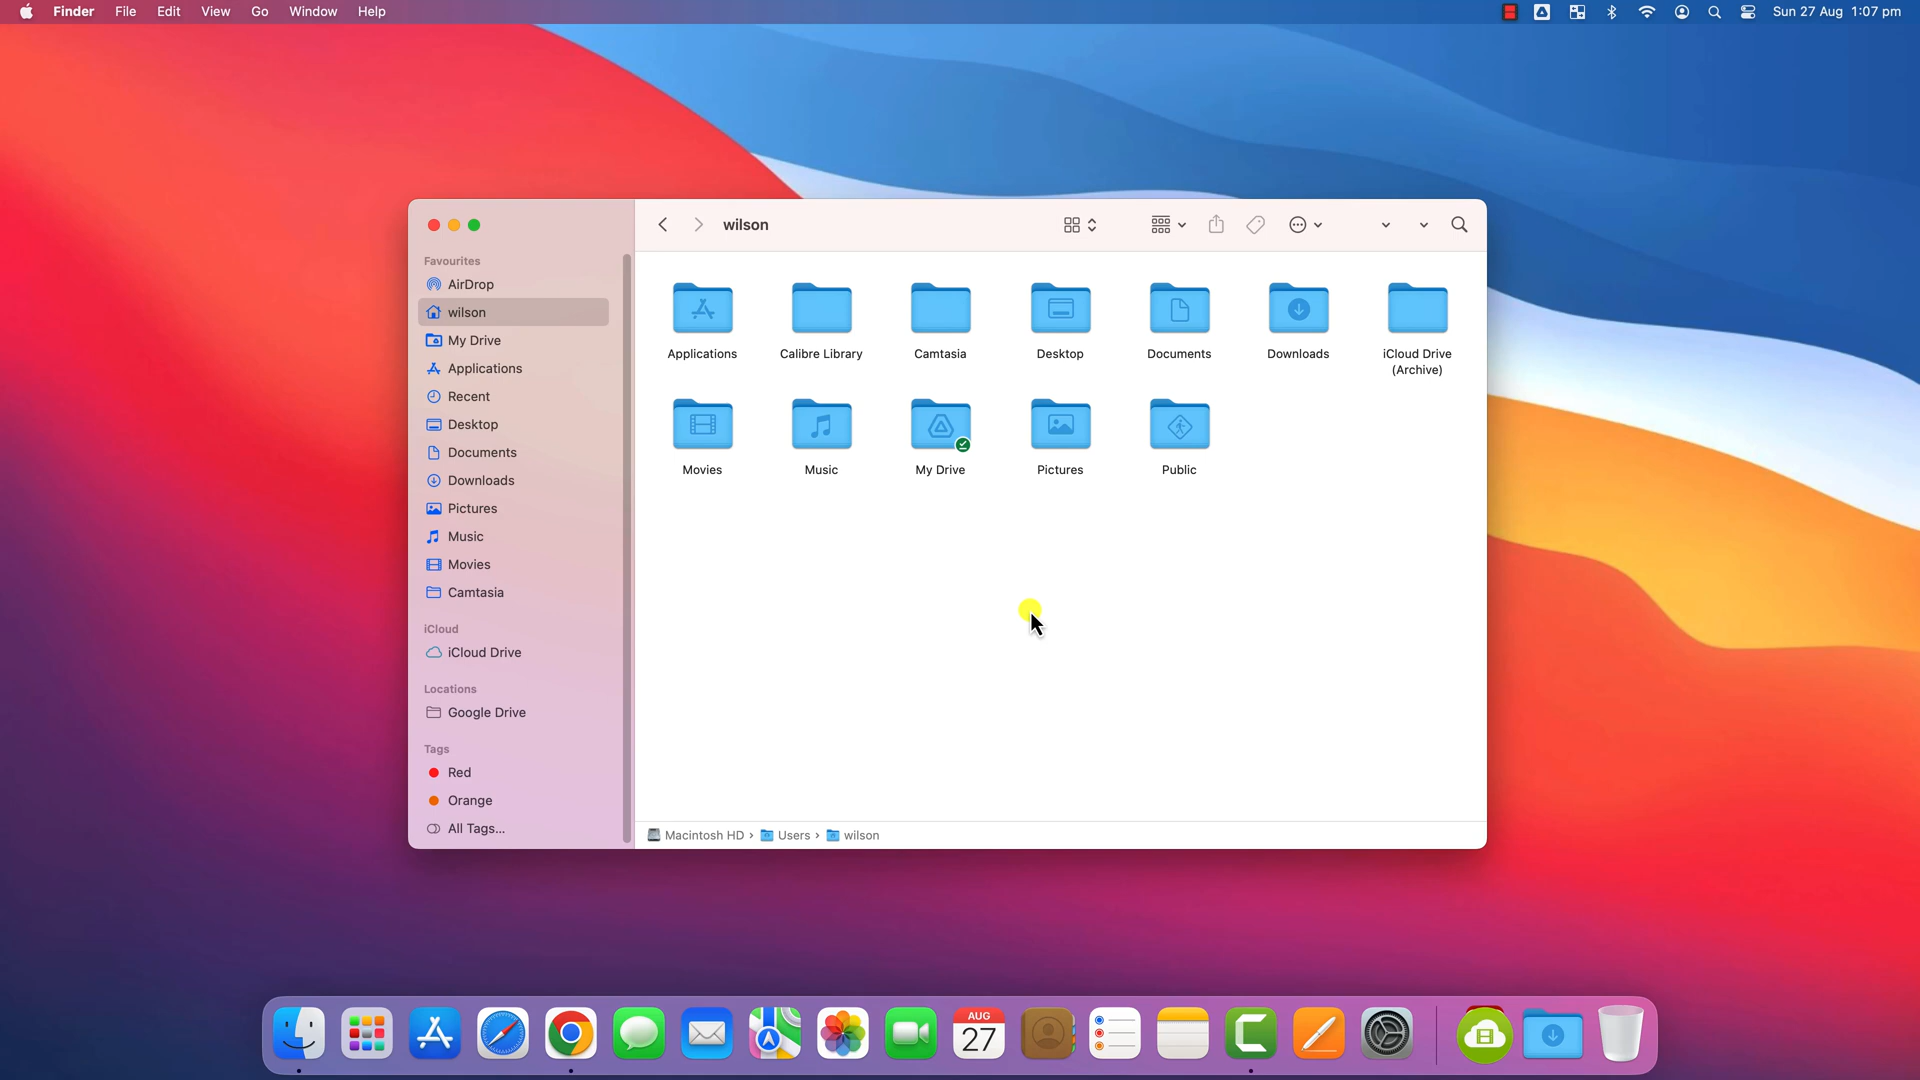 Finder File Edit View Go Window Help Sun 27 Aug 1:07 pm
wilson
Favourites
AirDrop
wilson
My Drive
Applications
Recent
Desktop
Documents
Downloads
Pictures
Music
Movies
Camtasia
iCloud
iCloud Drive
Locations
Google Drive
Tags
Red
Orange
All Tags...
Applications Calibre Library Camtasia Desktop Documents Downloads iCloud Drive
(Archive)
Movies Music My Drive Pictures Public
Macintosh HD › Users › wilson
AUG
27